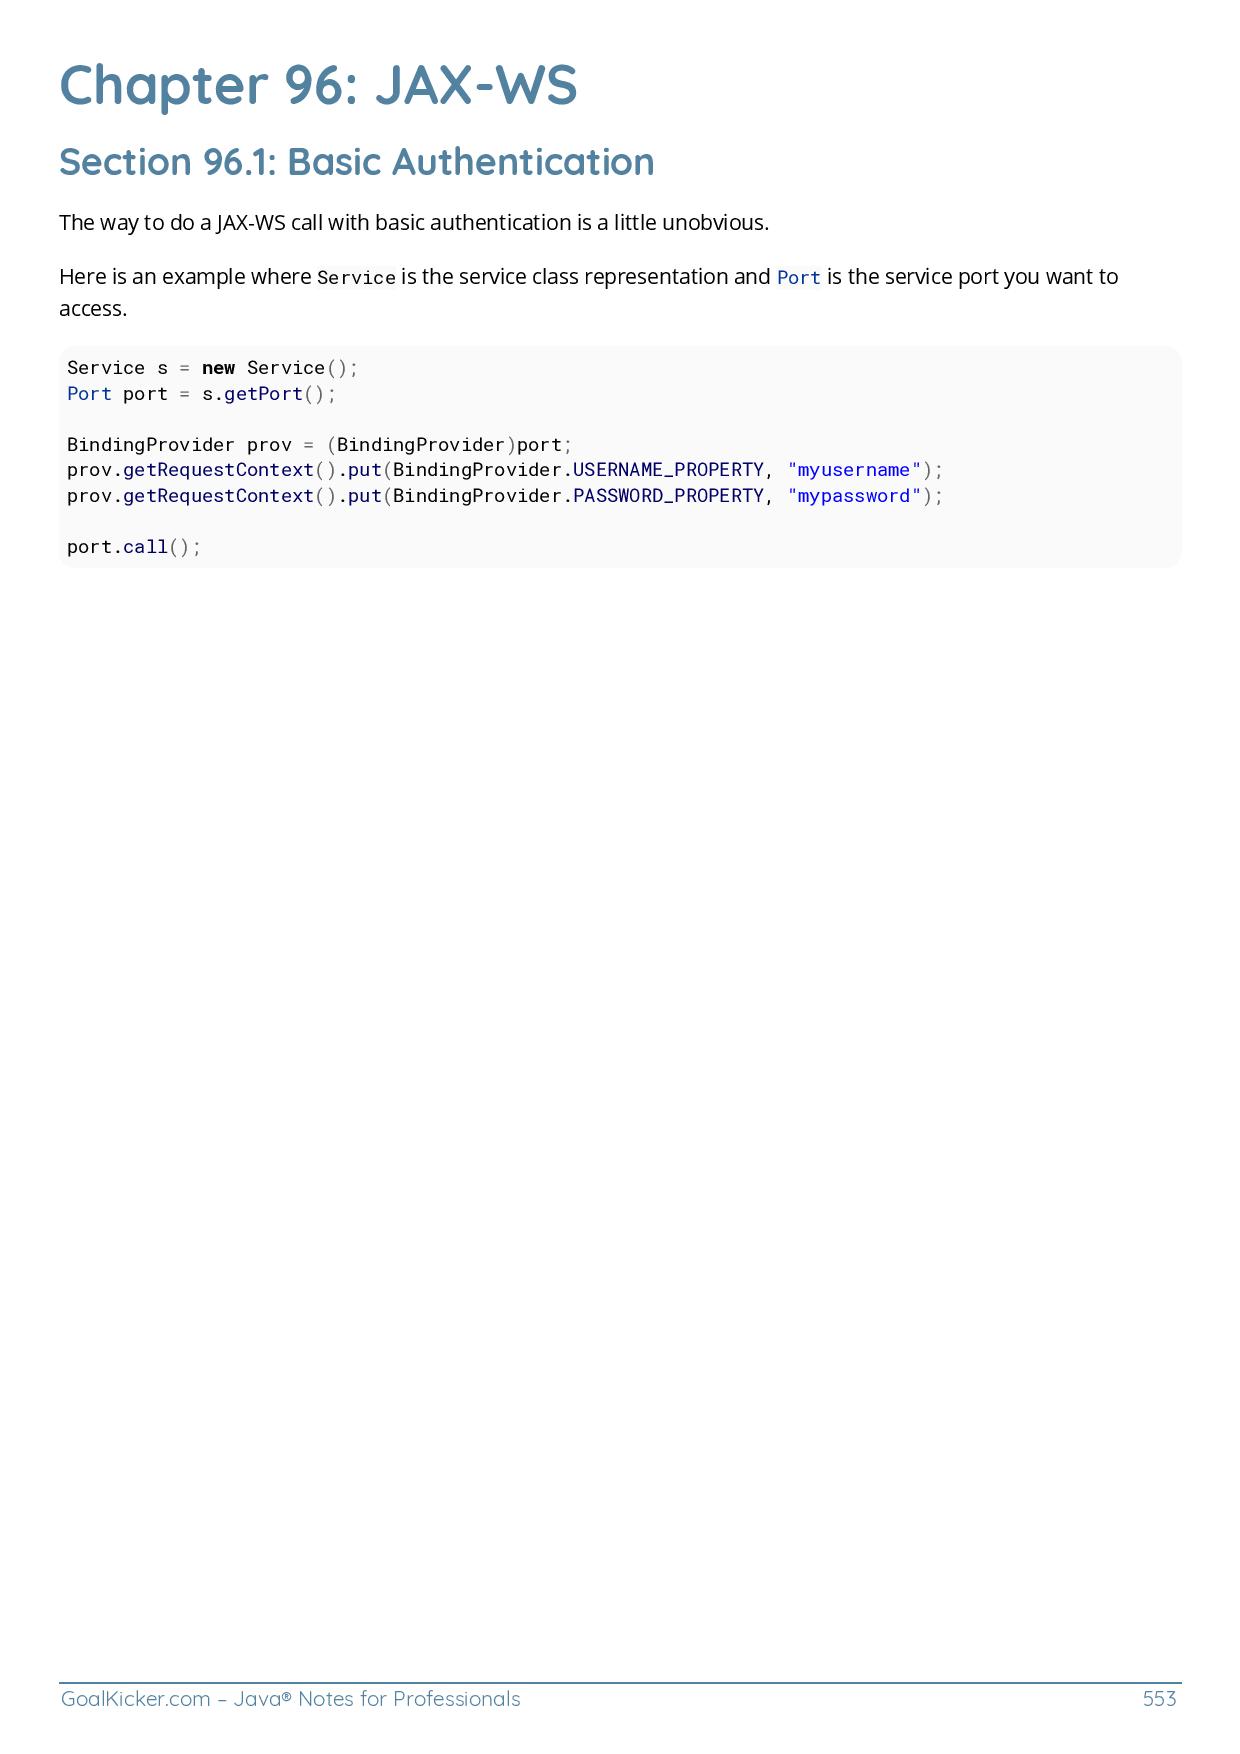 Chapter 96: JAX-WS
Section 96.1: Basic Authentication
The way to do a JAX-WS call with basic authentication is a little unobvious.
Here is an example where Service is the service class representation and Port is the service port you want to
access.
Service s = new Service();
Port port = s.getPort();
BindingProvider prov = (BindingProvider)port;
prov.getRequestContext().put(BindingProvider.USERNAME_PROPERTY, "myusername");
prov.getRequestContext().put(BindingProvider.PASSWORD_PROPERTY, "mypassword");
port.call();
GoalKicker.com – Java® Notes for Professionals 553